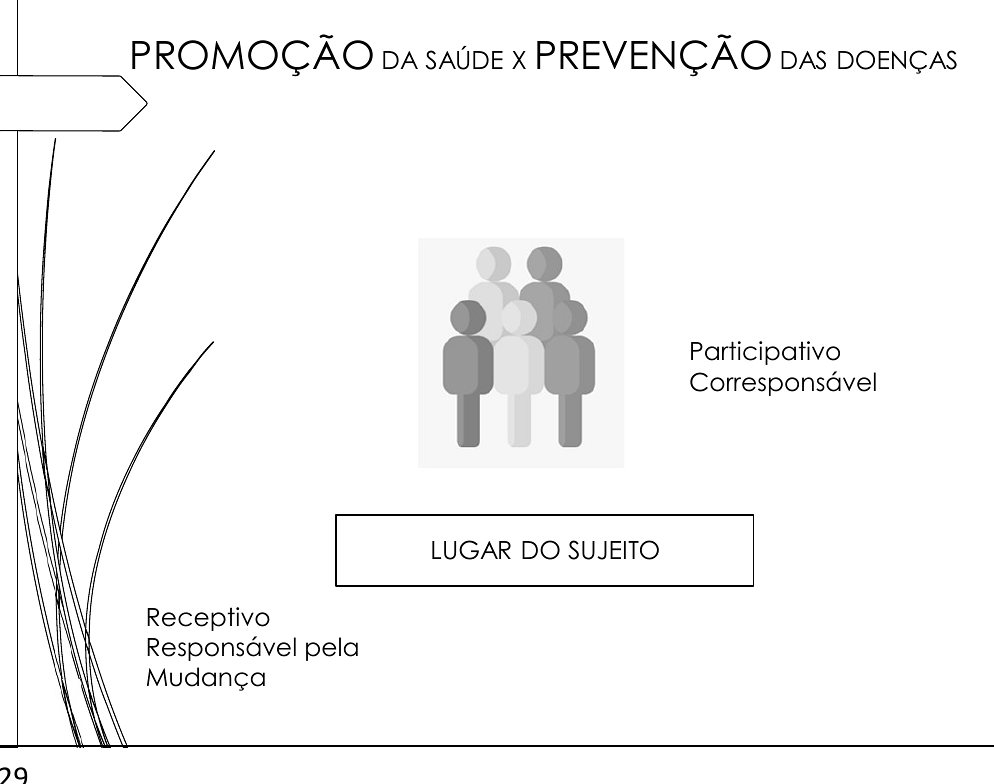 PROMOÇÃO DA SAÚDE X PREVENÇÃO DAS DOENÇAS
Participativo
Corresponsável
LUGAR DO SUJEITO
Receptivo
Responsável pela
Mudança
29